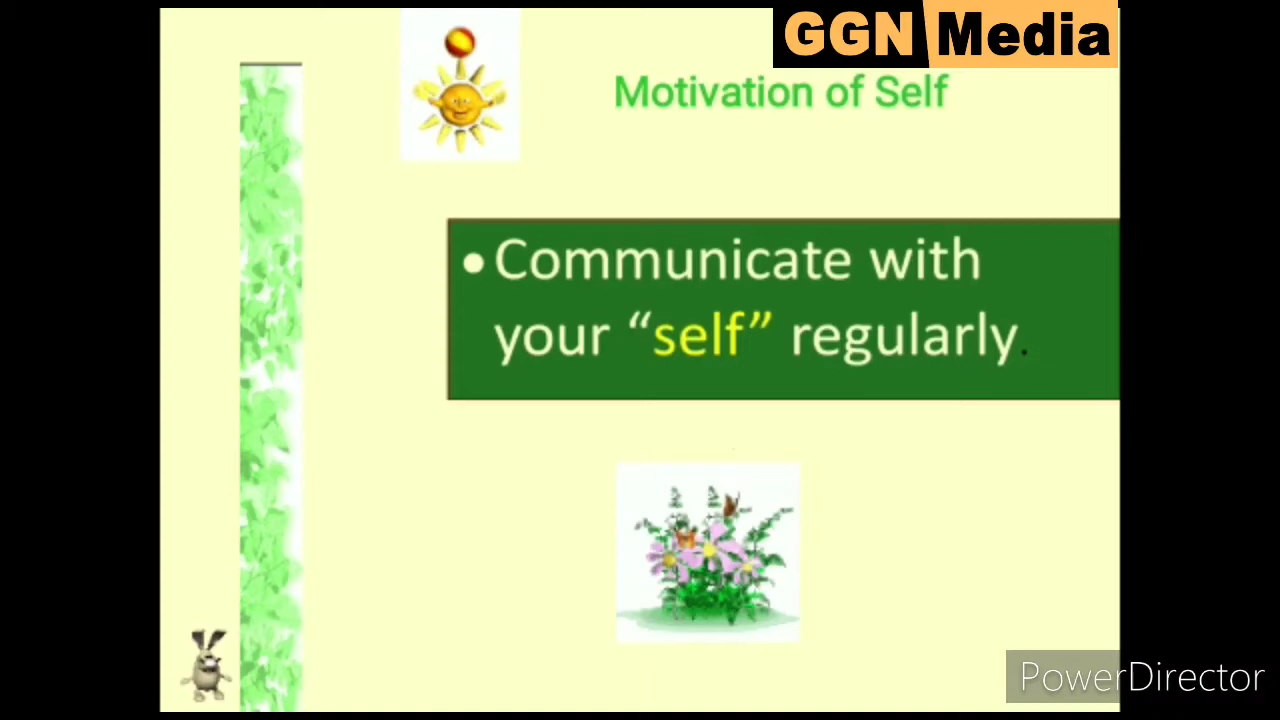 GGN Media
Motivation of Self
• Communicate with
your “self” regularly.
PowerDirector